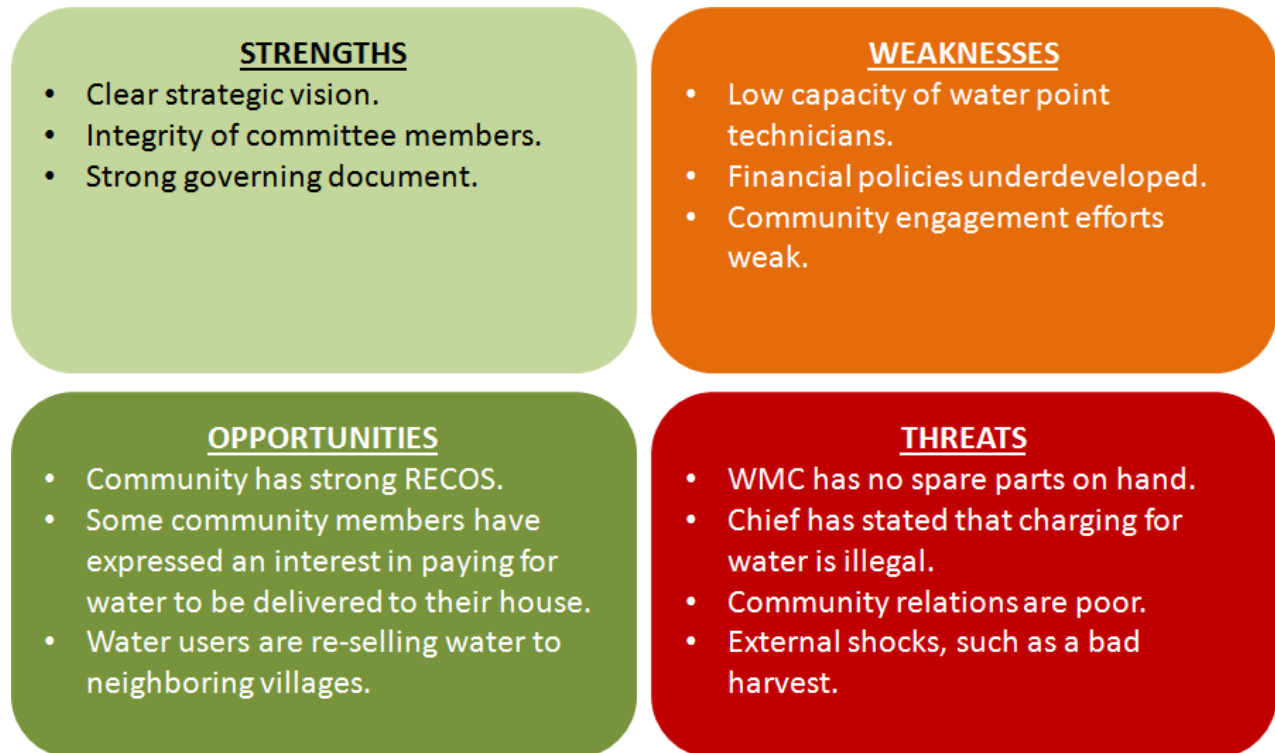 STRENGTHS
• Clear strategic vision.
• Integrity of committee members.
• Strong governing document.
WEAKNESSES
• Low capacity of water point
technicians.
• Financial policies underdeveloped.
• Community engagement efforts
weak.
OPPORTUNITIES
• Community has strong RECOS.
• Some community members have
expressed an interest in paying for
water to be delivered to their house.
• Water users are re-selling water to
neighboring villages.
THREATS
• WMC has no spare parts on hand.
• Chief has stated that charging for
water is illegal.
• Community relations are poor.
• External shocks, such as a bad
harvest.